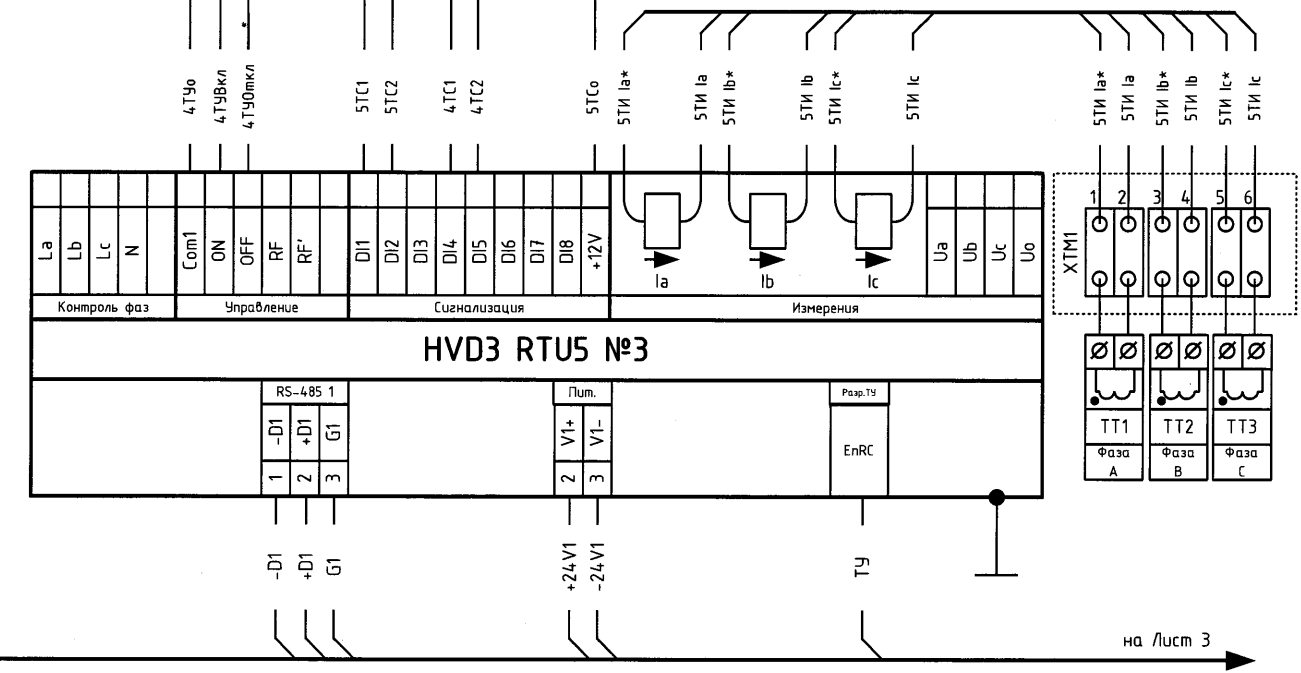 4ТУо
4ТУВкл
4ТУОткл
*
5ТС1
5ТС2
4ТС1
4ТС2
5ТСо
5ТИ Ia*
5ТИ Ia
5ТИ Ib*
5ТИ Ib
5ТИ Ic*
5ТИ Ic
5ТИ Ia*
5ТИ Ia
5ТИ Ib*
5ТИ Ib
5ТИ Ic*
5ТИ Ic
La
Lb
Lc
N
Com1
ON
OFF
RF
RF'
DI1
DI2
DI3
DI4
DI5
DI6
DI7
DI8
+12V
Ia
Ib
Ic
Ua
Ub
Uc
Uo
XTM1
1
2
3
4
5
6
Контроль фаз
Управление
Сигнализация
Измерения
HVD3 RTU5 №3
RS-485 1
Пит.
Разр.ТУ
-D1
+D1
G1
V1+
V1-
EnRC
1
2
3
2
3
ТТ1
ТТ2
ТТ3
Фаза
А
Фаза
В
Фаза
С
-D1
+D1
G1
+24V1
-24V1
ТУ
на Лист 3